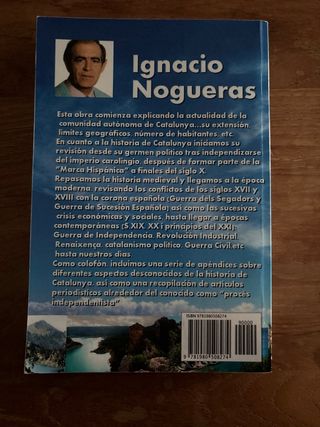 Ignacio
Nogueras
Esta obra comienza explicando la actualidad de la
comunidad autónoma de Catalunya...su extensión,
límites geográficos, número de habitantes, etc.
En cuanto a la historia de Catalunya iniciamos su
revisión desde su germen político tras independizarse
del imperio carolingio, después de formar parte de la
"Marca Hispánica" a finales del siglo X.
Repasamos la historia medieval y llegamos a la época
moderna, revisando los conflictos de los siglos XVII y
XVIII con la corona española (Guerra dels Segadors y
Guerra de Sucesión Española) así como las sucesivas
crisis económicas y sociales, hasta llegar a épocas
contemporáneas (S.XIX, XX i principios del XXI):
Guerra de Independencia, Revolución Industrial,
Renaixença, catalanismo político, Guerra Civil,etc
hasta nuestros días.
Como colofón, incluimos una serie de apéndices sobre
diferentes aspectos desconocidos de la historia de
Catalunya, así como una recopilación de artículos
periodísticos alrededor del conocido como "procès
independentista"
ISBN 9781980508274
90000
9 781980 508274